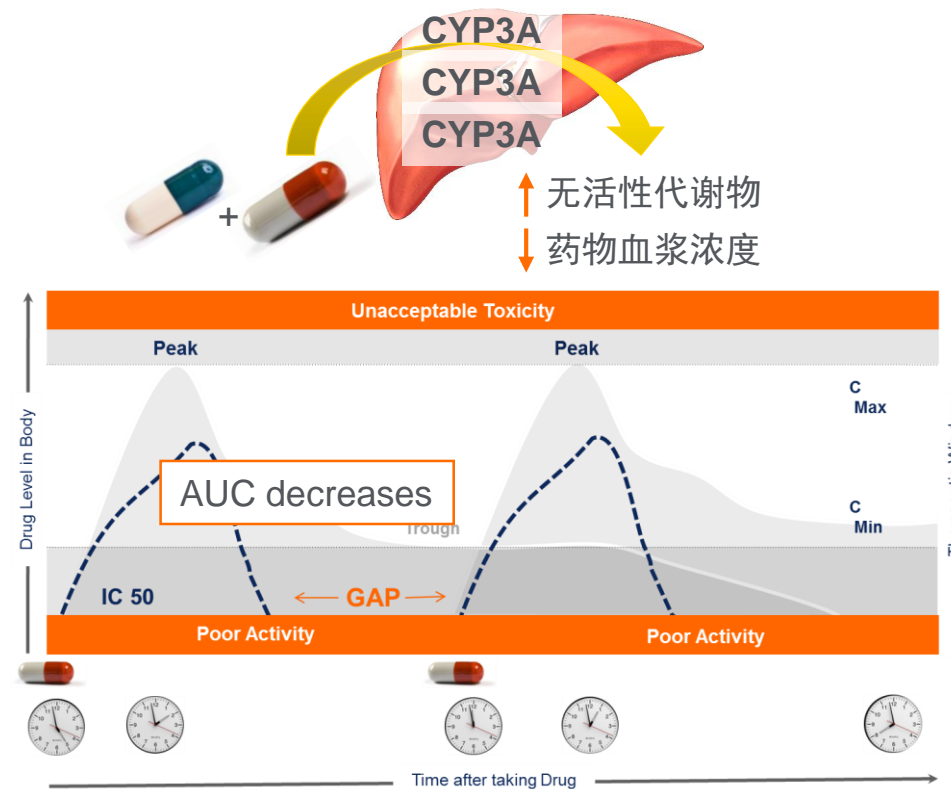 CYP3A
CYP3A
CYP3A
+
↑ 无活性代谢物
↓ 药物血浆浓度
Unacceptable Toxicity
Peak
Peak
C
Max
Drug Level in Body
AUC decreases
Trough
C
Min
IC 50
← GAP →
Poor Activity
Poor Activity
Time after taking Drug